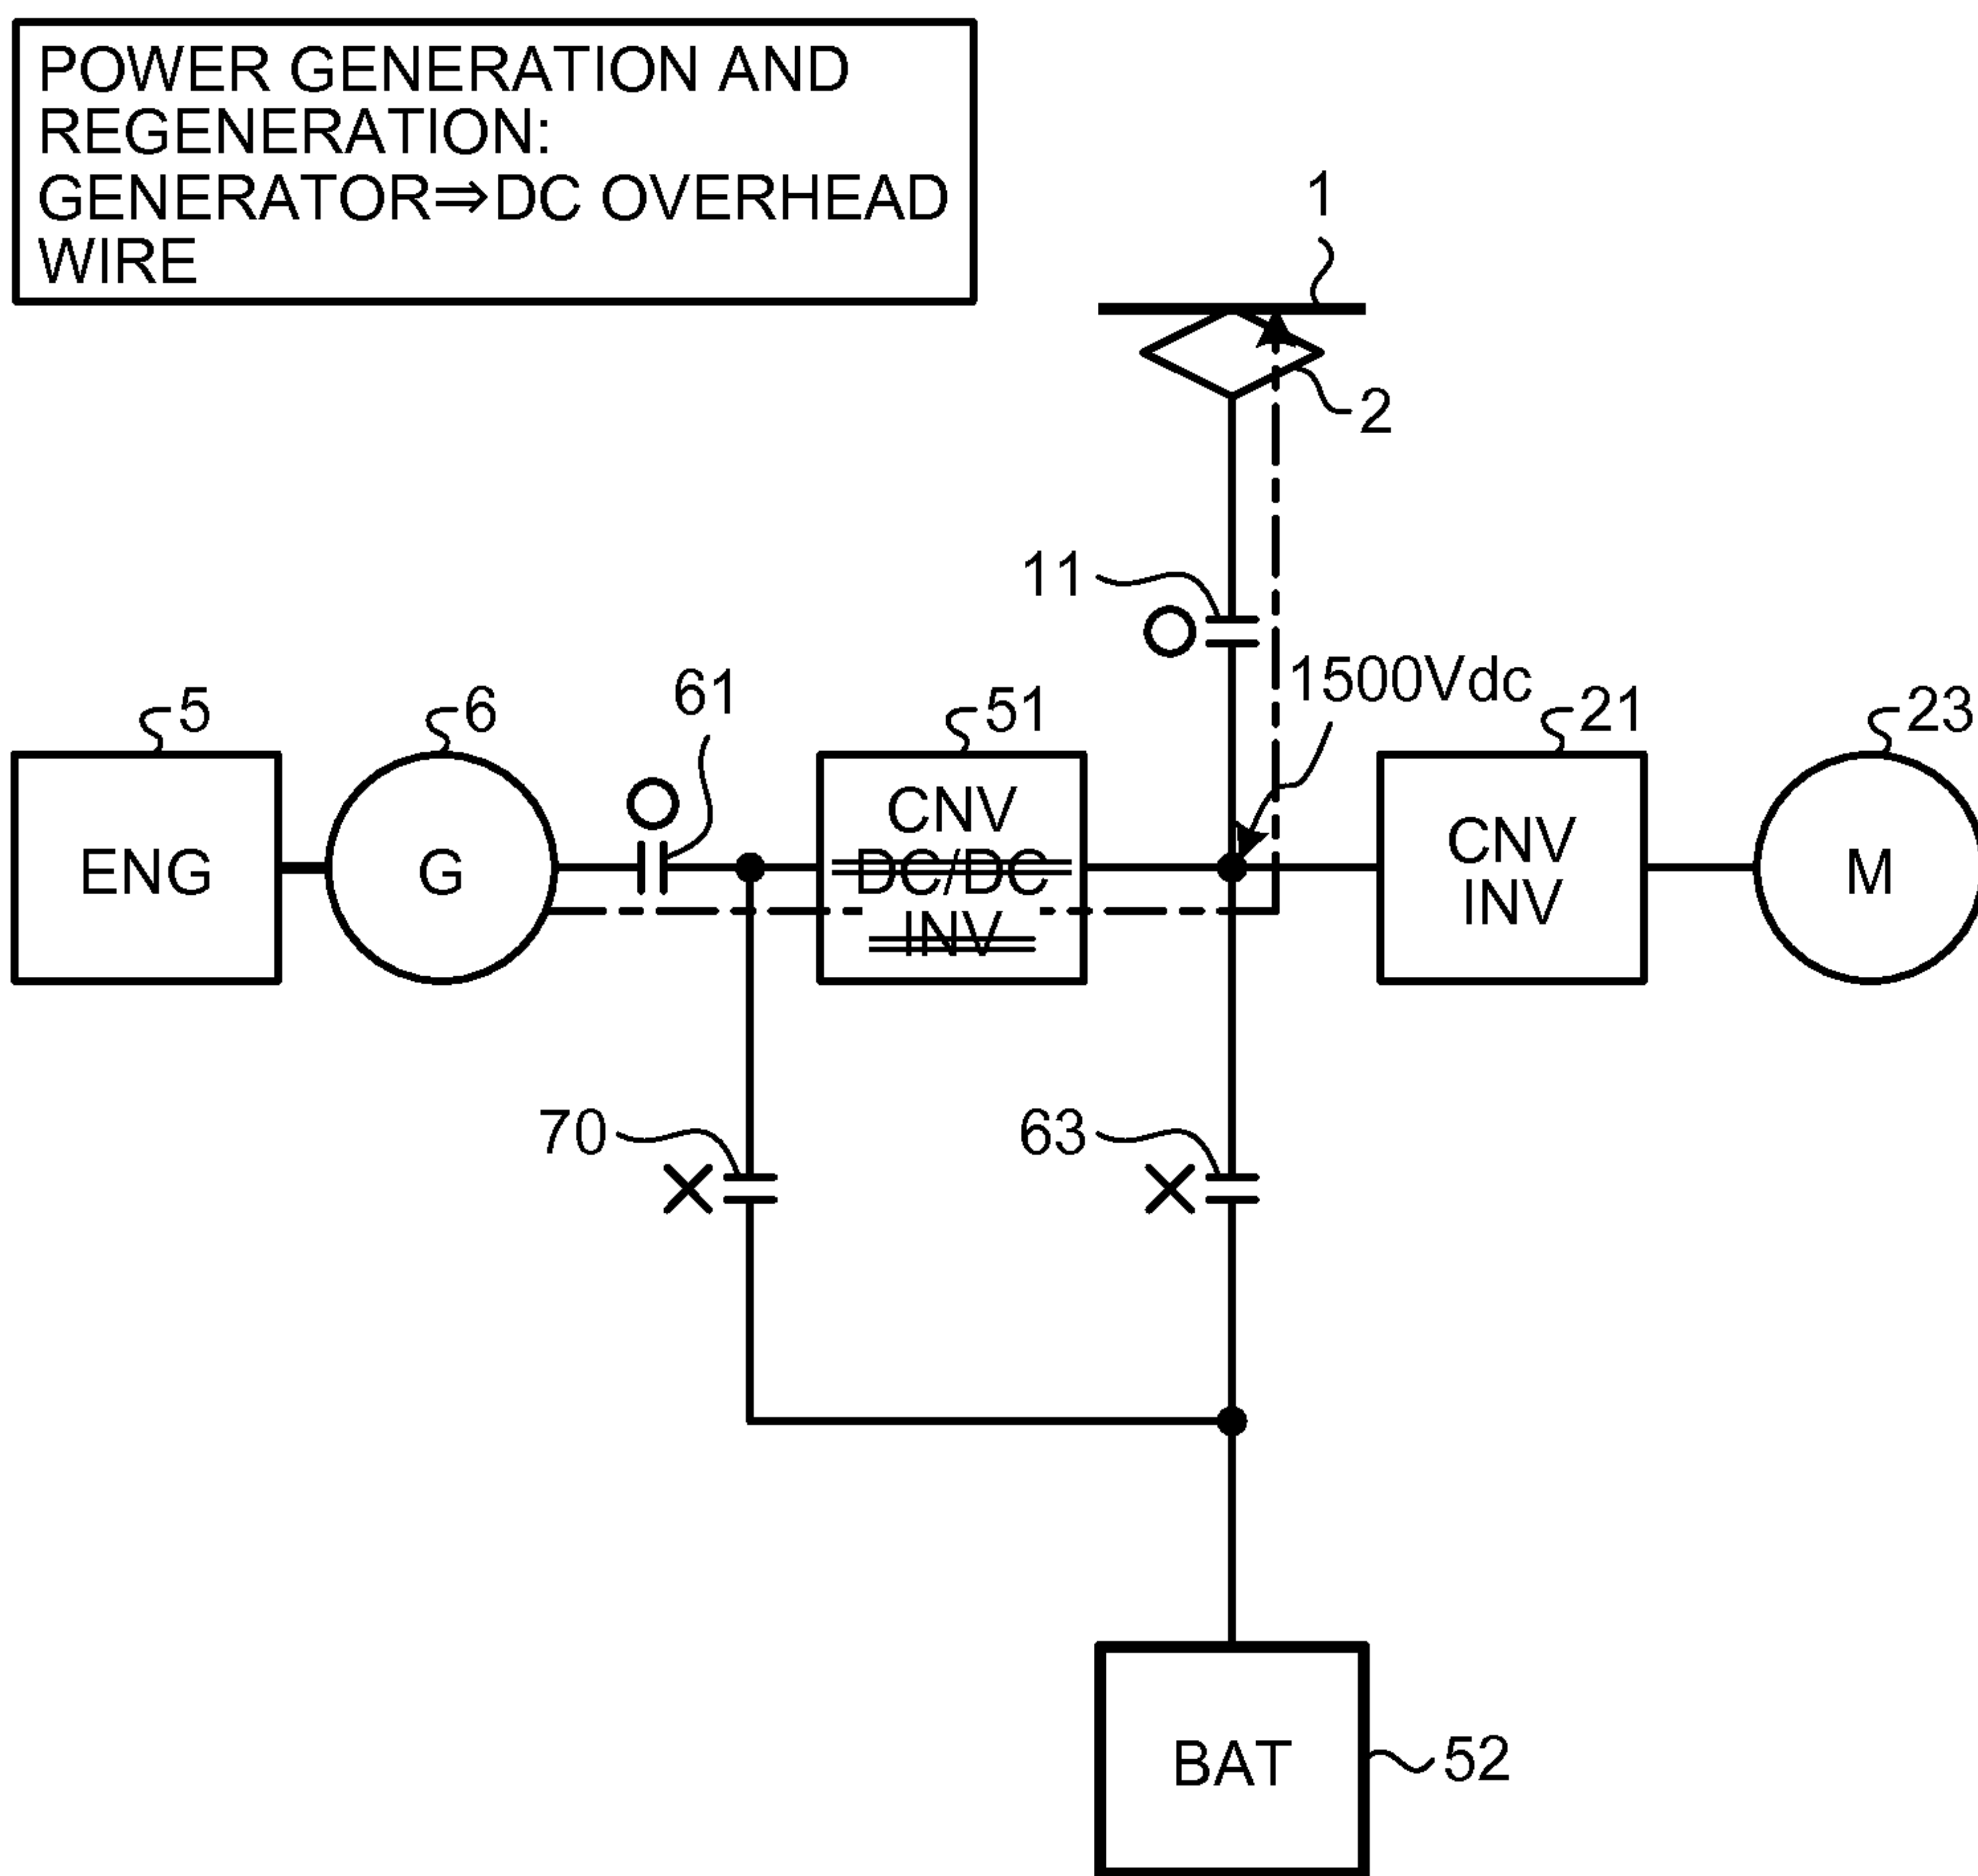 POWER GENERATION AND
REGENERATION:
GENERATOR⇒DC OVERHEAD
WIRE
1
2
11
1500Vdc
5
6
61
51
21
23
ENG
G
CNV
DC/DC
INV
CNV
INV
M
70
63
BAT
52